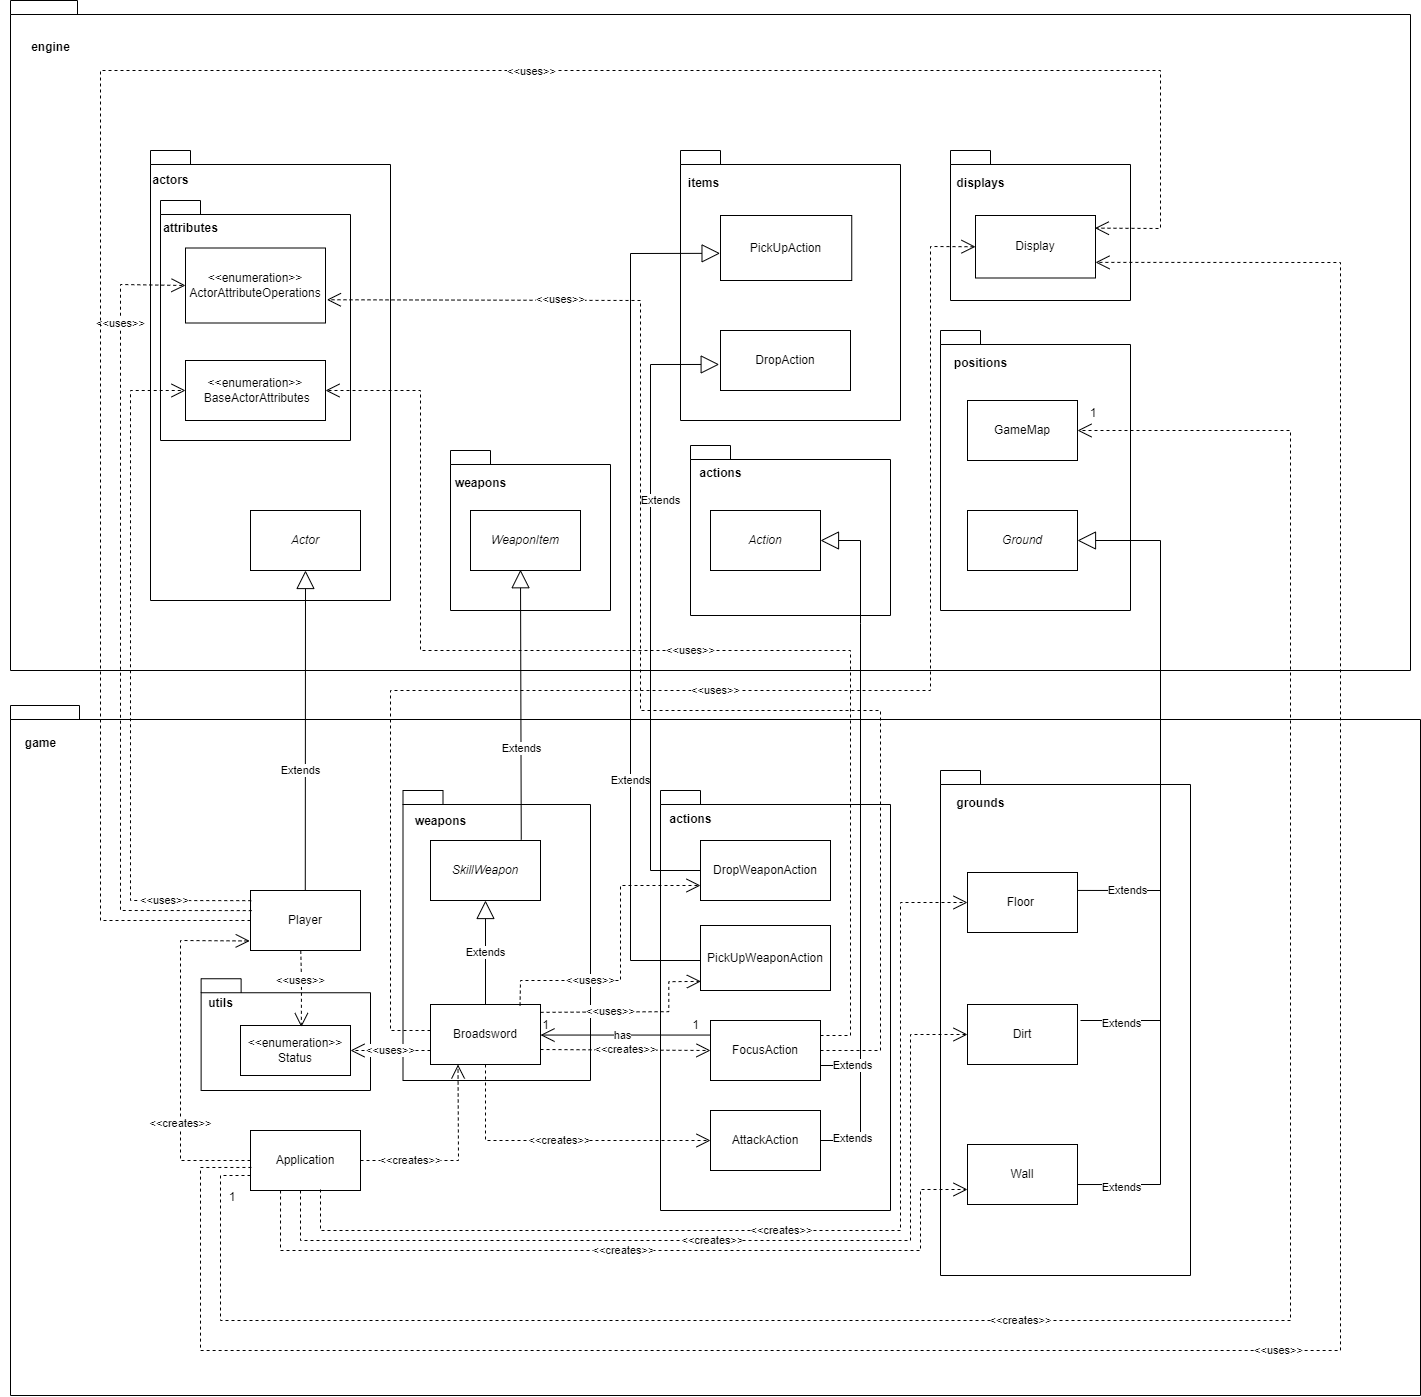 engine
<<uses>>
actors
items
displays
attributes
PickUpAction
Display
<<enumeration>>
ActorAttributeOperations
<<uses>>
<<uses>>
DropAction
positions
<<enumeration>>
BaseActorAttributes
1
GameMap
actions
weapons
Extends
Actor
WeaponItem
Action
Ground
<<uses>>
<<uses>>
game
Extends
Extends
Extends
grounds
weapons
actions
SkillWeapon
DropWeaponAction
Extends
<<uses>>
Floor
Player
Extends
PickUpWeaponAction
<<uses>>
<<uses>>
utils
<<uses>>
1
1
Broadsword
has
Dirt
Extends
<<enumeration>>
Status
<<uses>>
<<creates>>
FocusAction
Extends
<<creates>>
<<creates>>
AttackAction
Extends
Application
<<creates>>
Wall
Extends
1
<<creates>>
<<creates>>
<<creates>>
<<creates>>
<<uses>>